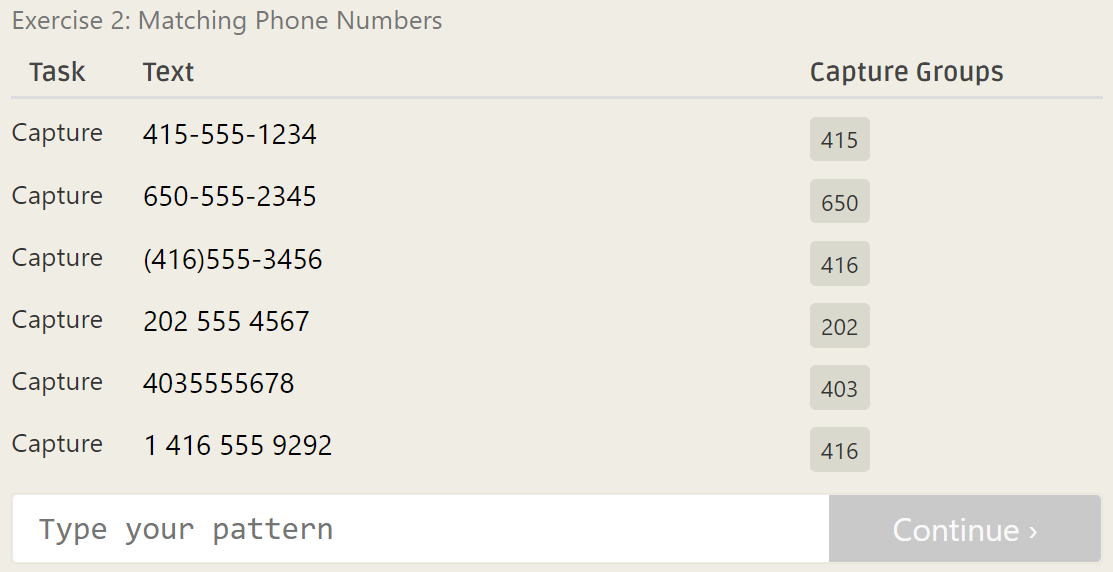 Exercise 2: Matching Phone Numbers
Task Text Capture Groups
Capture 415-555-1234 415
Capture 650-555-2345 650
Capture (416)555-3456 416
Capture 202 555 4567 202
Capture 4035555678 403
Capture 1 416 555 9292 416
Type your pattern Continue ›